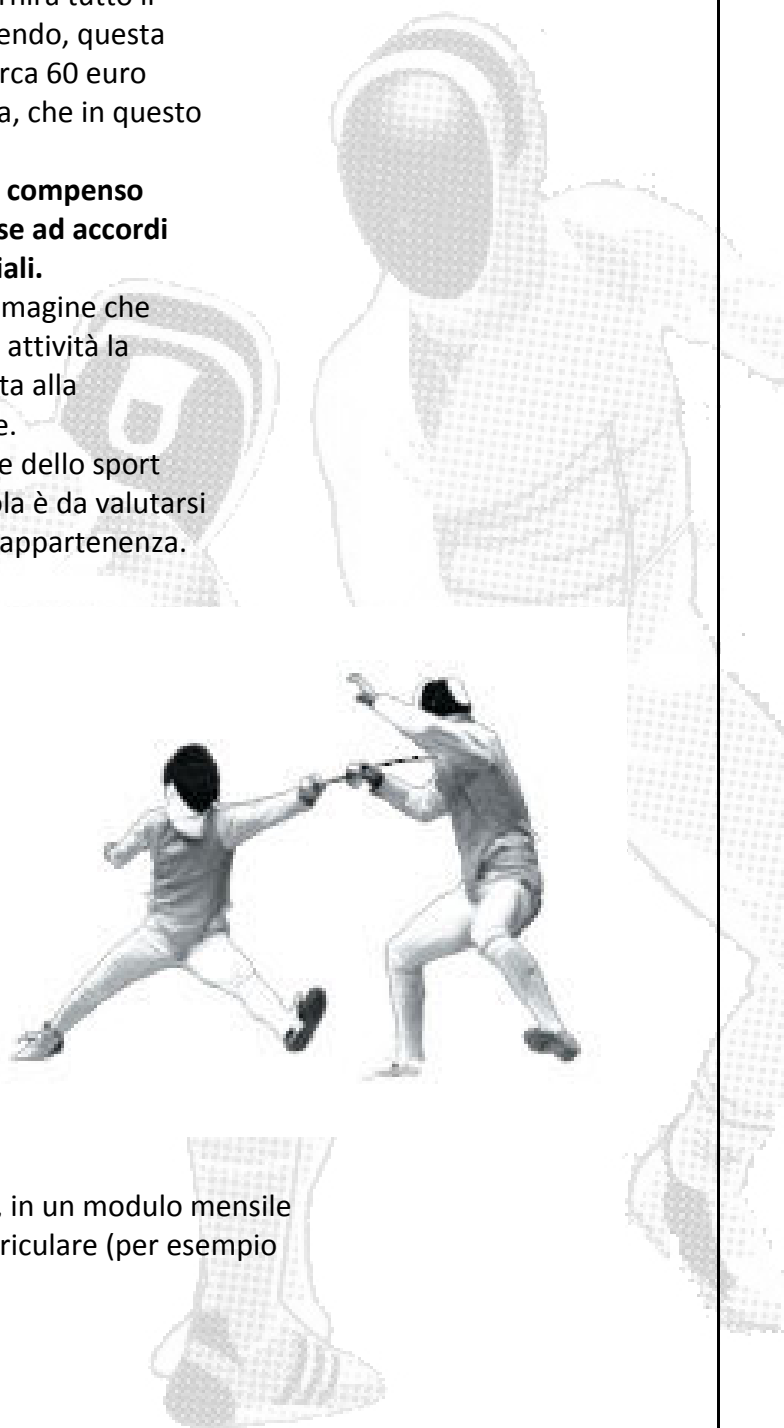 tutto il
endo, questa
rca 60 euro
a, che in questo
compenso
se ad accordi
iali.
magine che
attività la
ta alla
e.
e dello sport
ola è da valutarsi
appartenenza.
, in un modulo mensile
riculare (per esempio